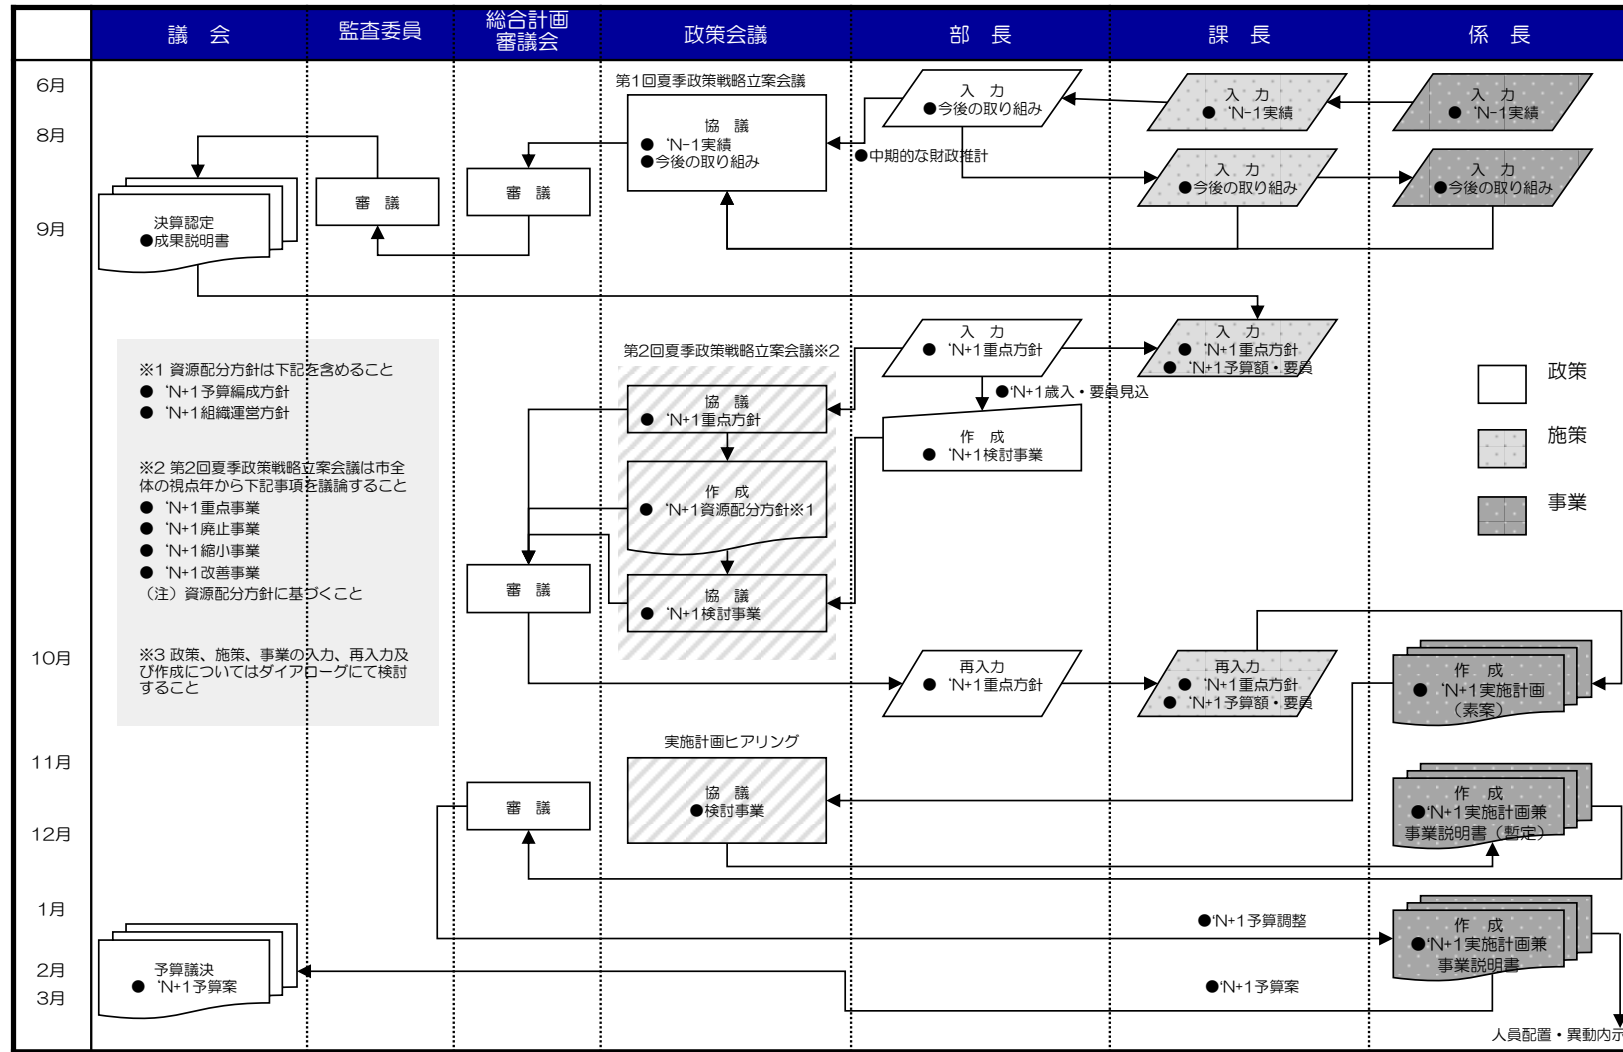 議　会
監査委員
総合計画
審議会
政策会議
部　長
課　長
係　長
6月
8月
9月
10月
11月
12月
1月
2月
3月
第1回夏季政策戦略立案会議
協　議
● ‘N-1実績
●今後の取り組み
入　力
●今後の取り組み
入　力
● ‘N-1実績
入　力
● ‘N-1実績
●中期的な財政推計
入　力
●今後の取り組み
入　力
●今後の取り組み
審　議
審　議
決算認定
●成果説明書
※1 資源配分方針は下記を含めること
● ‘N+1予算編成方針
● ‘N+1組織運営方針
※2 第2回夏季政策戦略立案会議は市全
体の視点年から下記事項を議論すること
● ‘N+1重点事業
● ‘N+1廃止事業
● ‘N+1縮小事業
● ‘N+1改善事業
（注）資源配分方針に基づくこと
※3 政策、施策、事業の入力、再入力及
び作成についてはダイアローグにて検討
すること
第2回夏季政策戦略立案会議※2
協　議
● ‘N+1重点方針
作　成
● ‘N+1資源配分方針※1
協　議
● ‘N+1検討事業
審　議
入　力
● ‘N+1重点方針
●‘N+1歳入・要員見込
作　成
● ‘N+1検討事業
入　力
● ‘N+1重点方針
● ‘N+1予算額・要員
政策
施策
事業
再入力
● ‘N+1重点方針
再入力
● ‘N+1重点方針
● ‘N+1予算額・要員
作　成
● ‘N+1実施計画
（素案）
実施計画ヒアリング
協　議
●検討事業
審　議
作　成
●‘N+1実施計画兼
事業説明書（暫定）
●‘N+1予算調整
作　成
●‘N+1実施計画兼
事業説明書
予算議決
● ‘N+1予算案
●‘N+1予算案
人員配置・異動内示